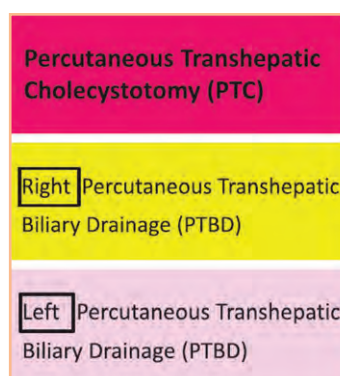 Percutaneous Transhepatic
Cholecystotomy (PTC)
Right Percutaneous Transhepatic
Biliary Drainage (PTBD)
Left Percutaneous Transhepatic
Biliary Drainage (PTBD)